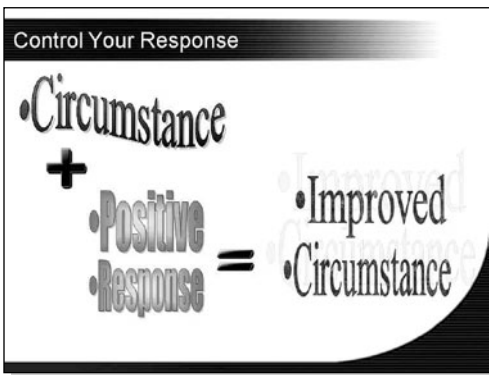 Control Your Response
•Circumstance
+
•Positive
•Response
=
•Improved
•Circumstance